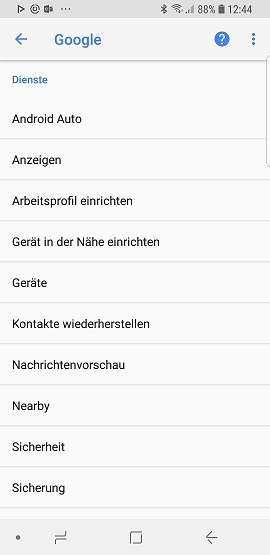 88% 12:44
Google
Dienste
Android Auto
Anzeigen
Arbeitsprofil einrichten
Gerät in der Nähe einrichten
Geräte
Kontakte wiederherstellen
Nachrichtenvorschau
Nearby
Sicherheit
Sicherung